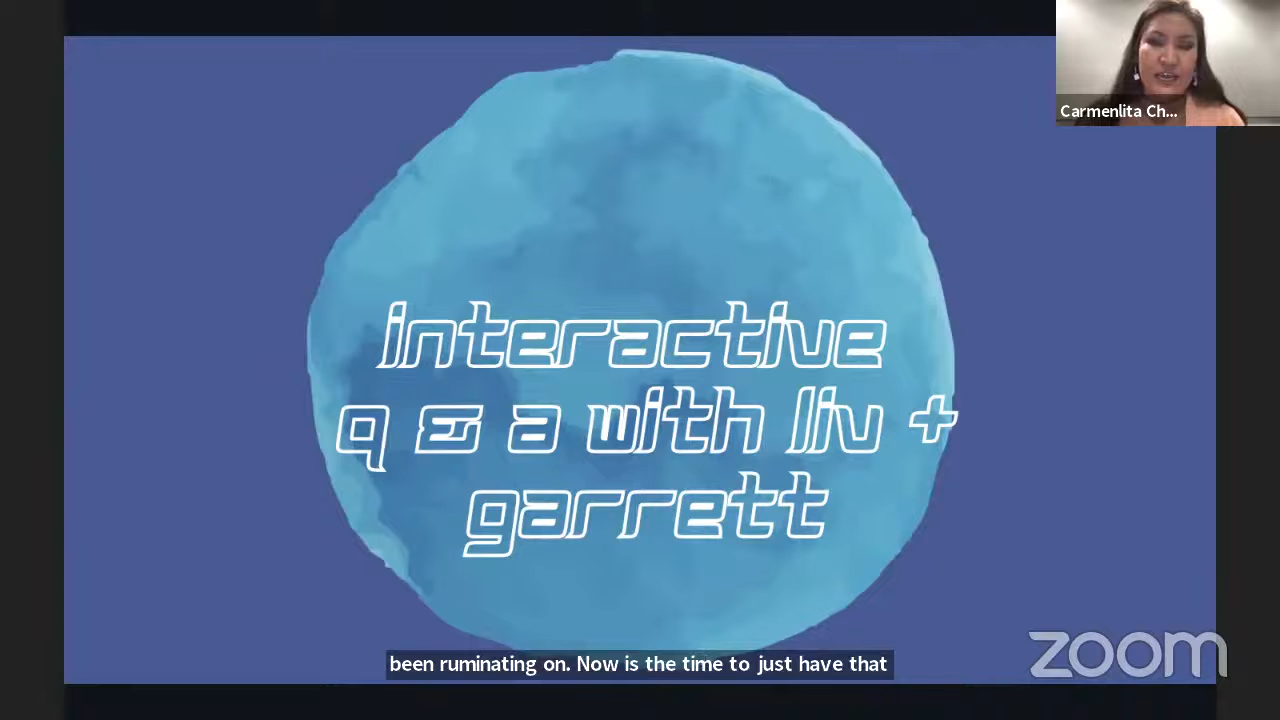 Carmenlita Ch...
interactive
q & a with liv +
garrett
been ruminating on. Now is the time to just have that
zoom